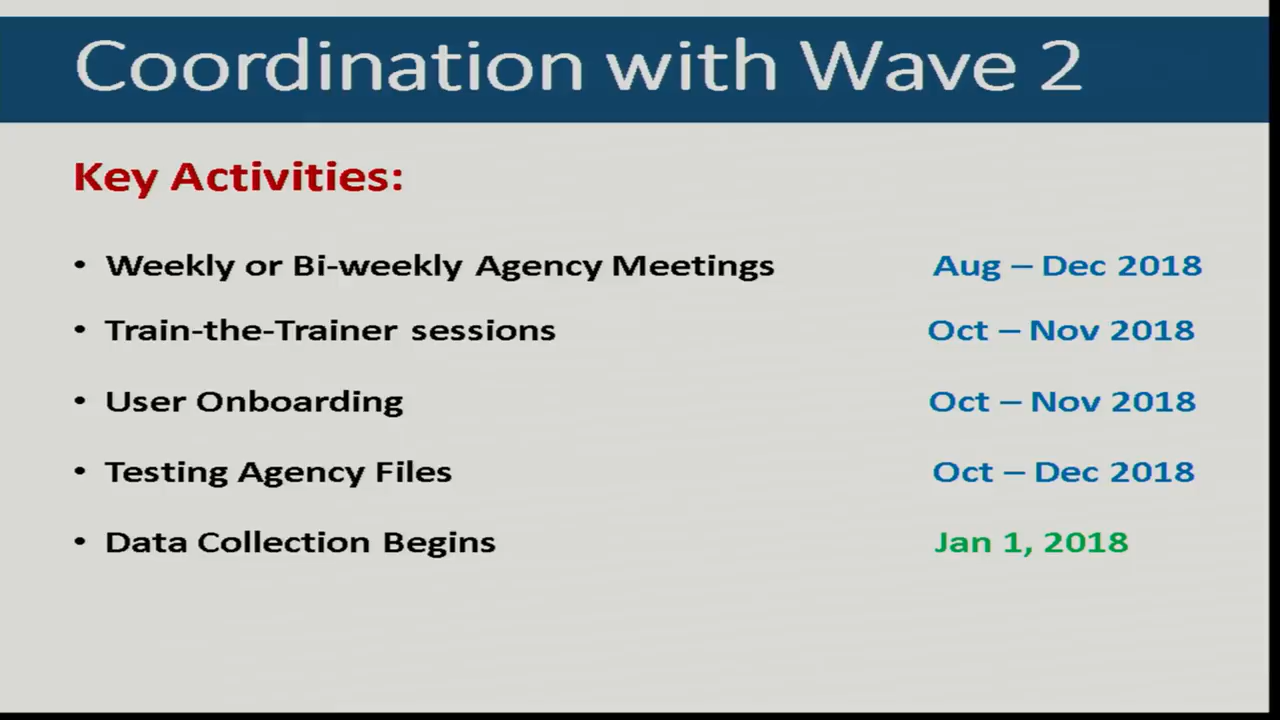 Coordination with Wave 2
Key Activities:
• Weekly or Bi-weekly Agency Meetings Aug – Dec 2018
• Train-the-Trainer sessions Oct – Nov 2018
• User Onboarding Oct – Nov 2018
• Testing Agency Files Oct – Dec 2018
• Data Collection Begins Jan 1, 2018